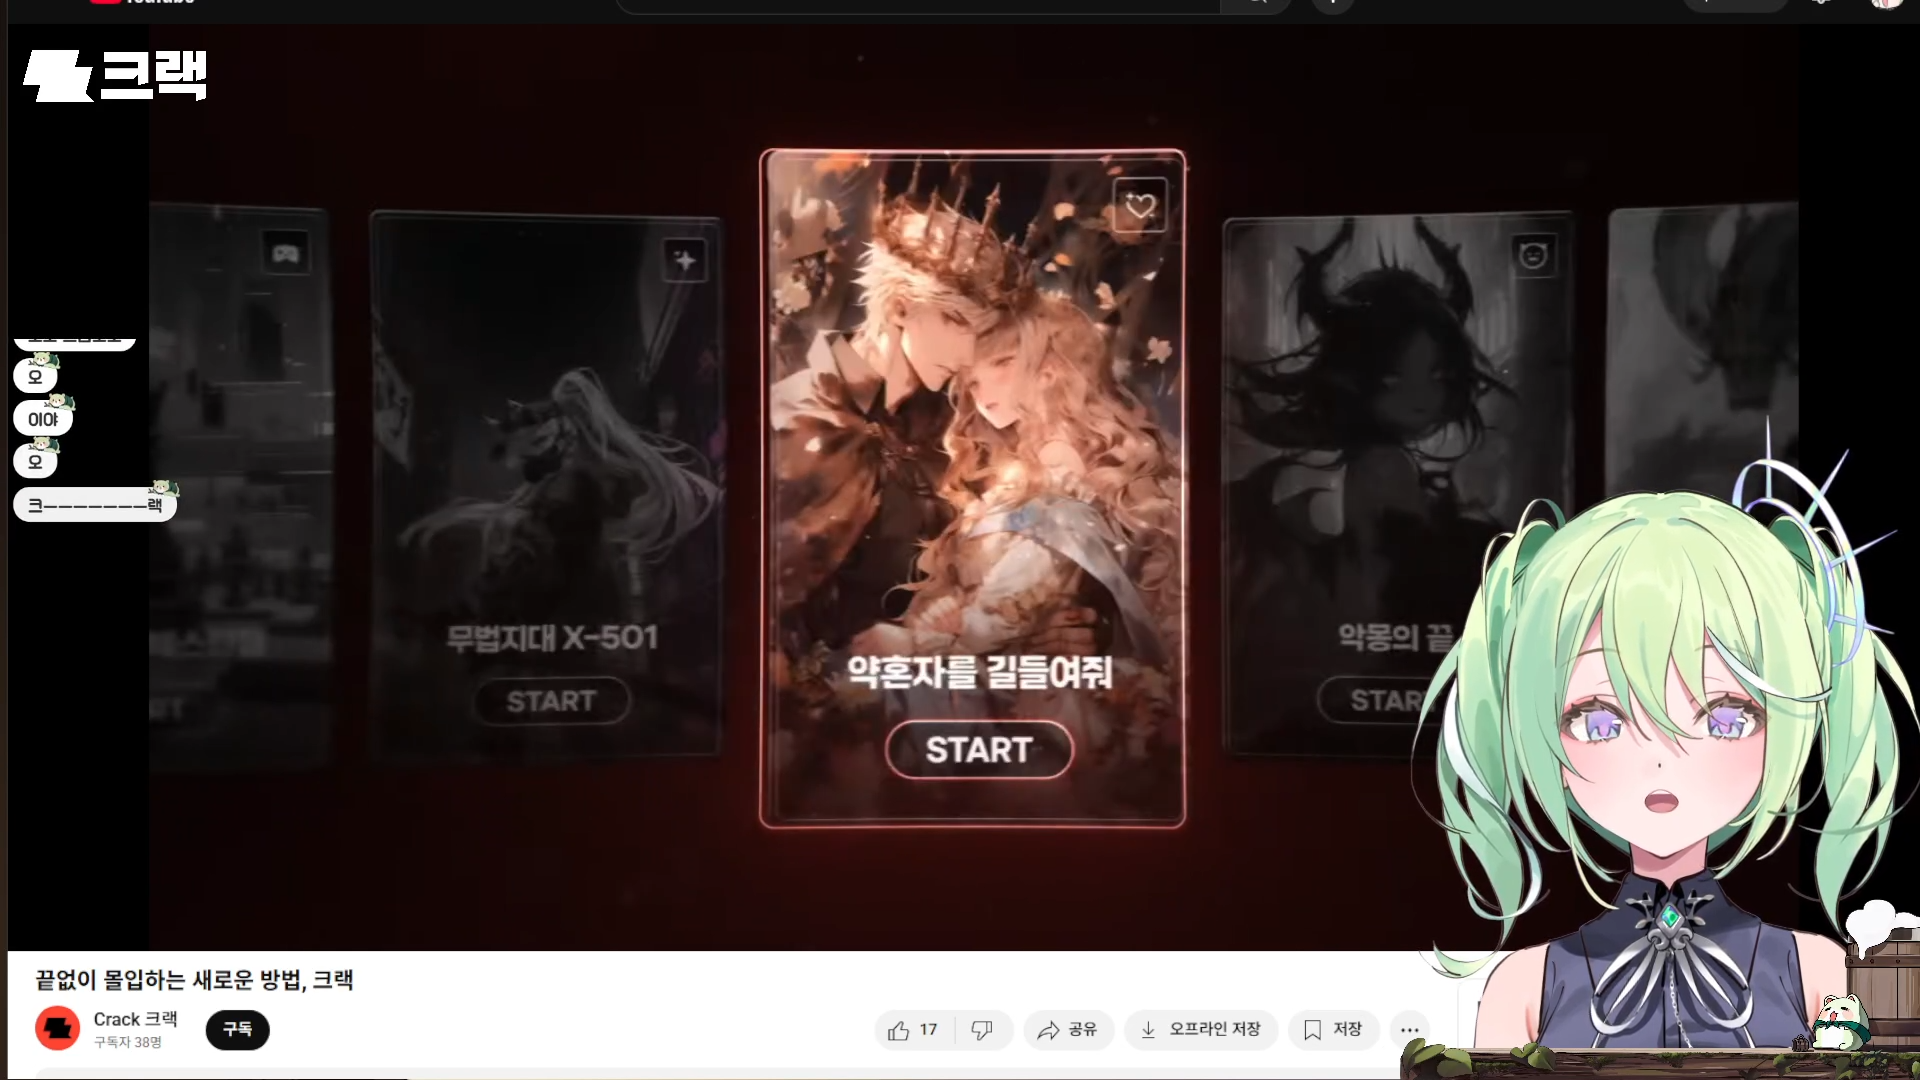 크랙
오
이야
오
크————————랙
무법지대 X-501
START
약혼자를 길들여줘
START
악몽의 끝
START
끝없이 몰입하는 새로운 방법, 크랙
Crack 크랙
구독자 38명
구독
17
공유
오프라인 저장
저장